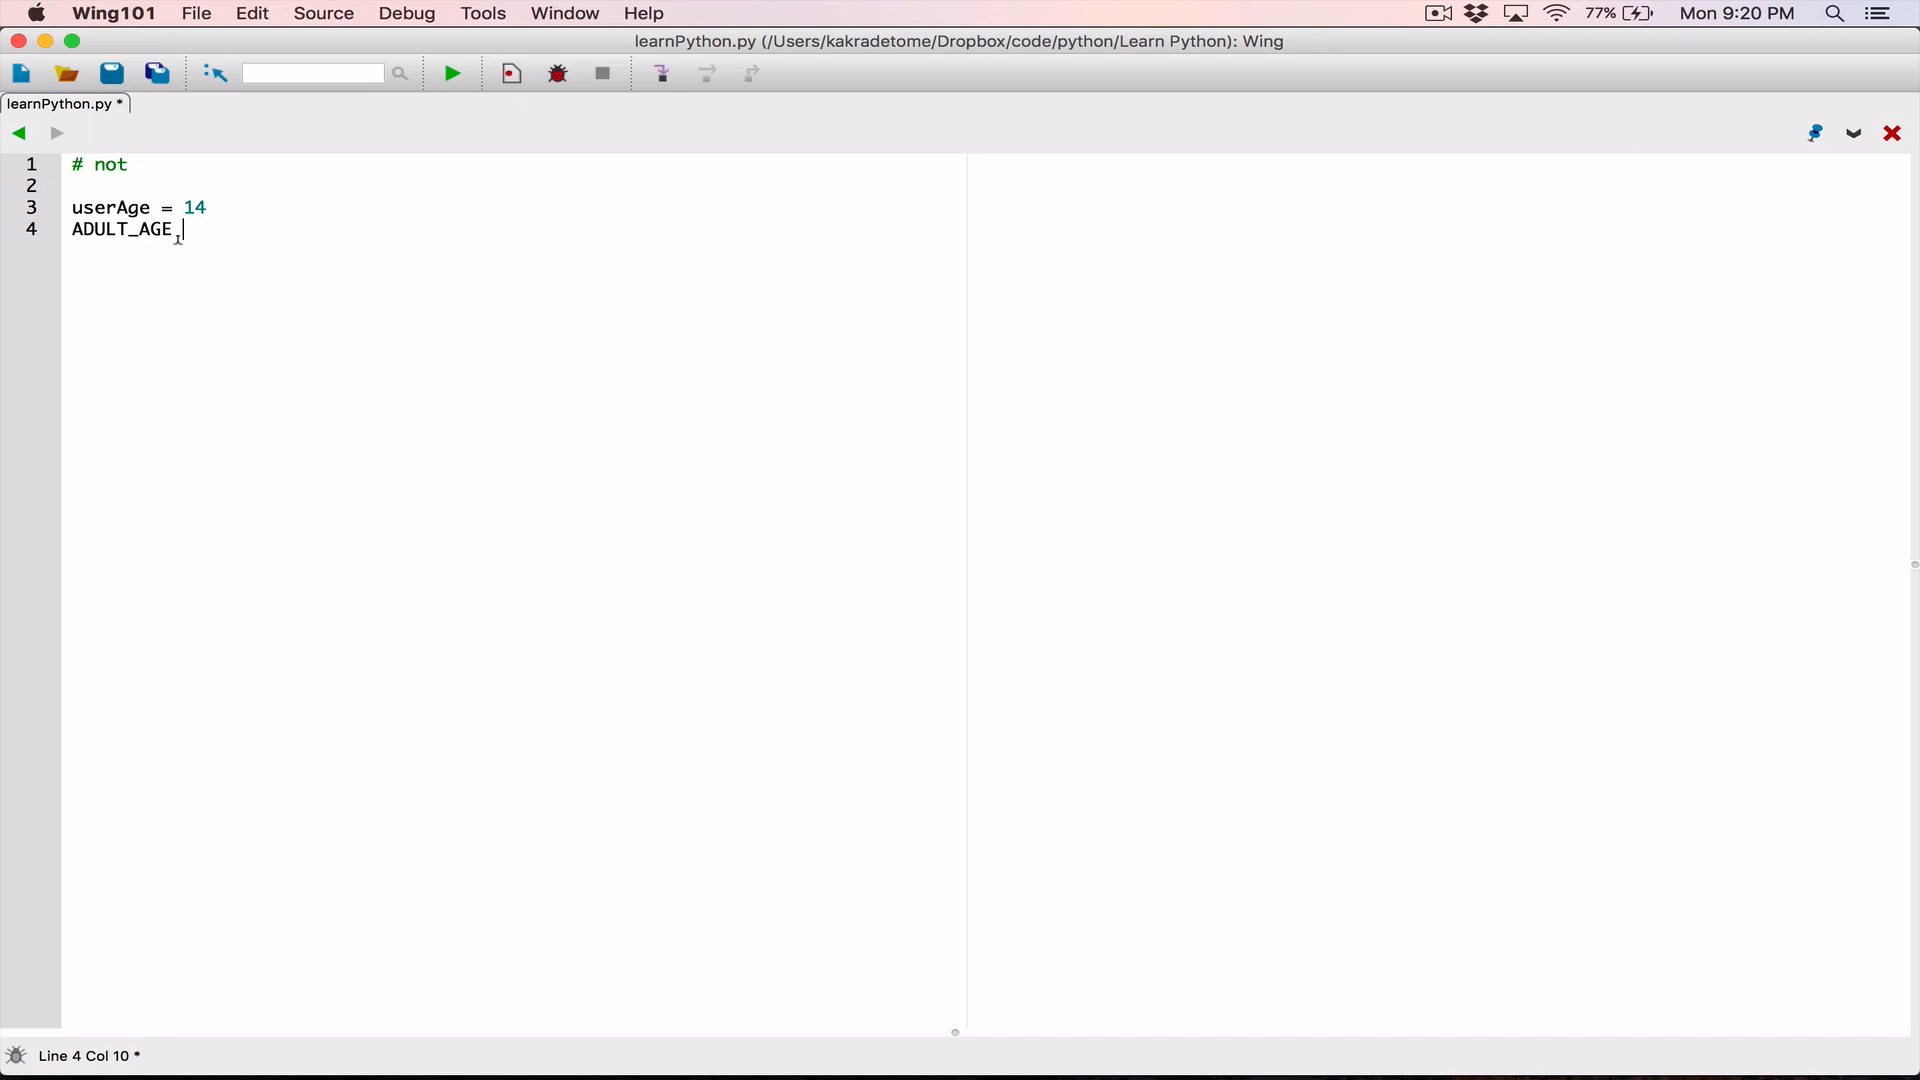 Wing101 File Edit Source Debug Tools Window Help 77% Mon 9:20 PM
learnPython.py (/Users/kakradetome/Dropbox/code/python/Learn Python): Wing
learnPython.py *
1 # not
2
3 userAge = 14
4 ADULT_AGE
Line 4 Col 10 *